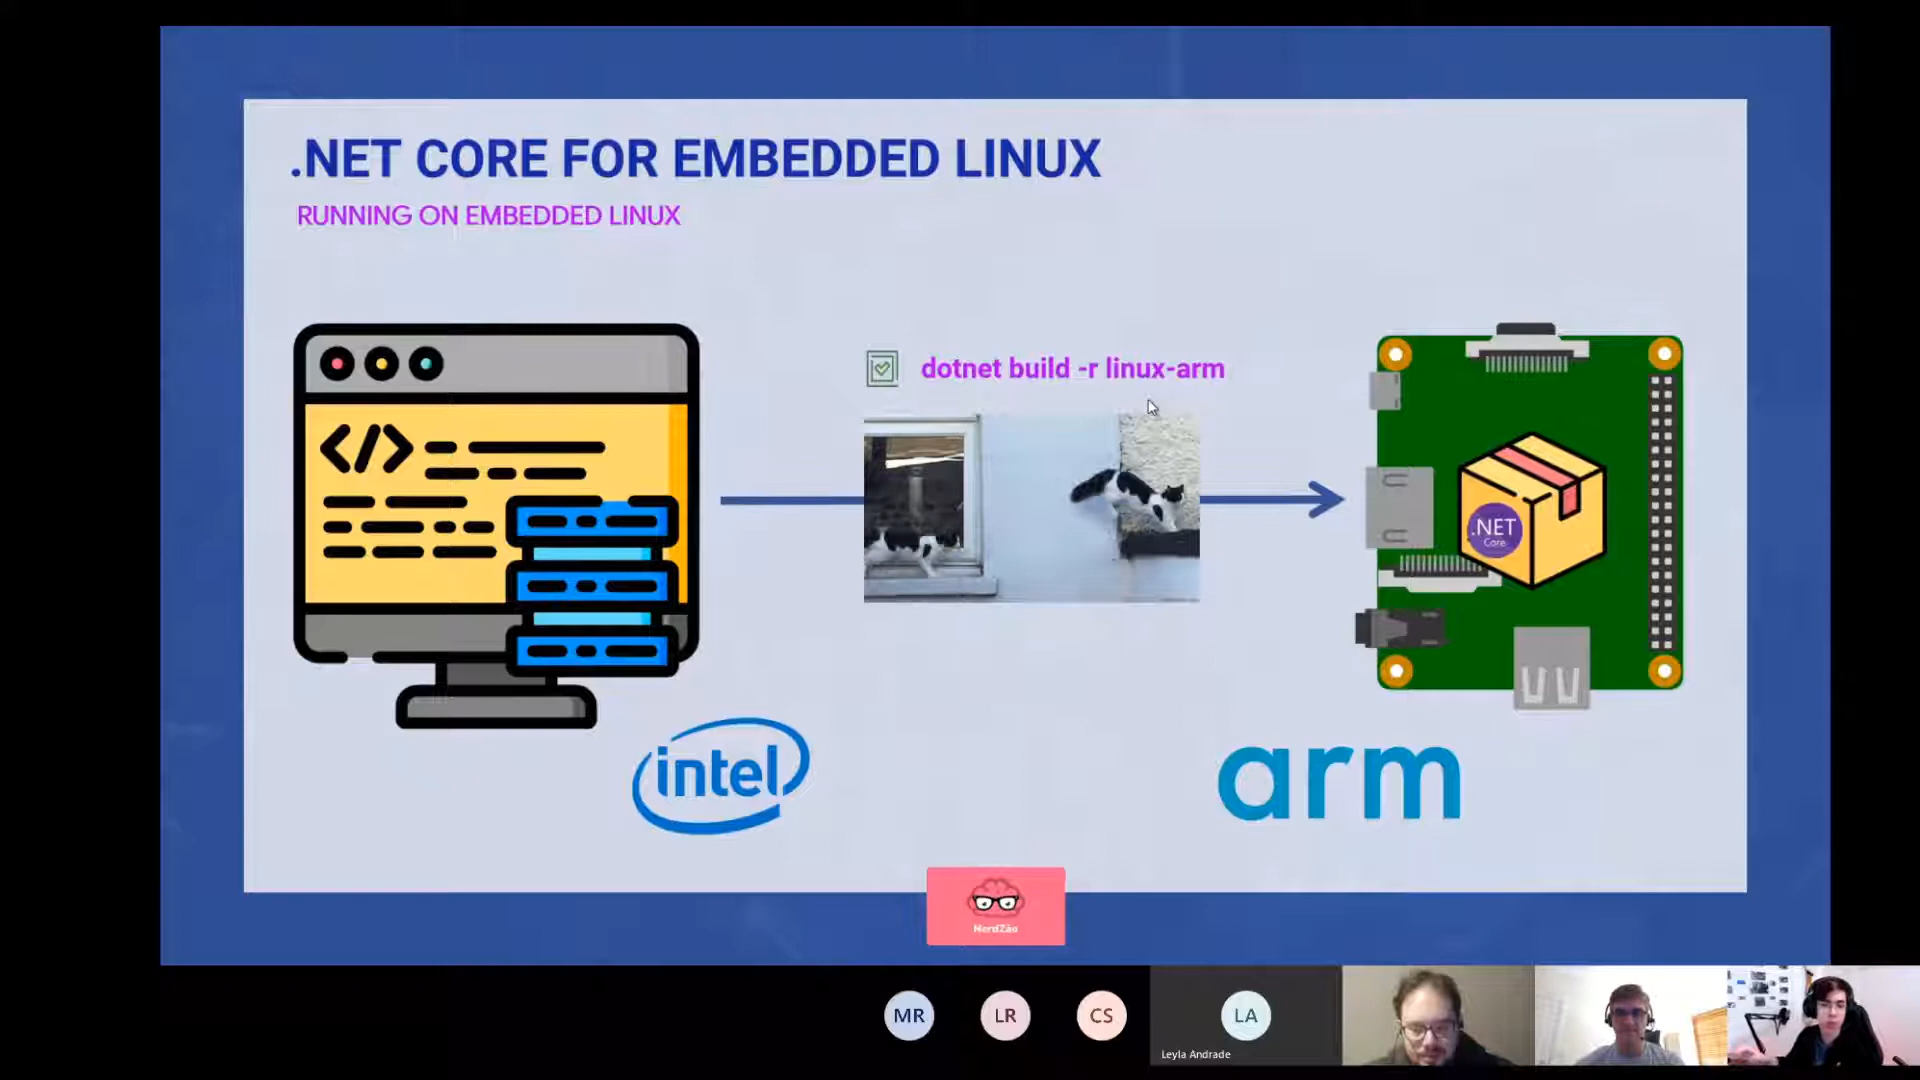 .NET CORE FOR EMBEDDED LINUX
RUNNING ON EMBEDDED LINUX
dotnet build -r linux-arm
</>
.NET
Core
intel
arm
NerdZão
MR
LR
CS
LA
Leyla Andrade